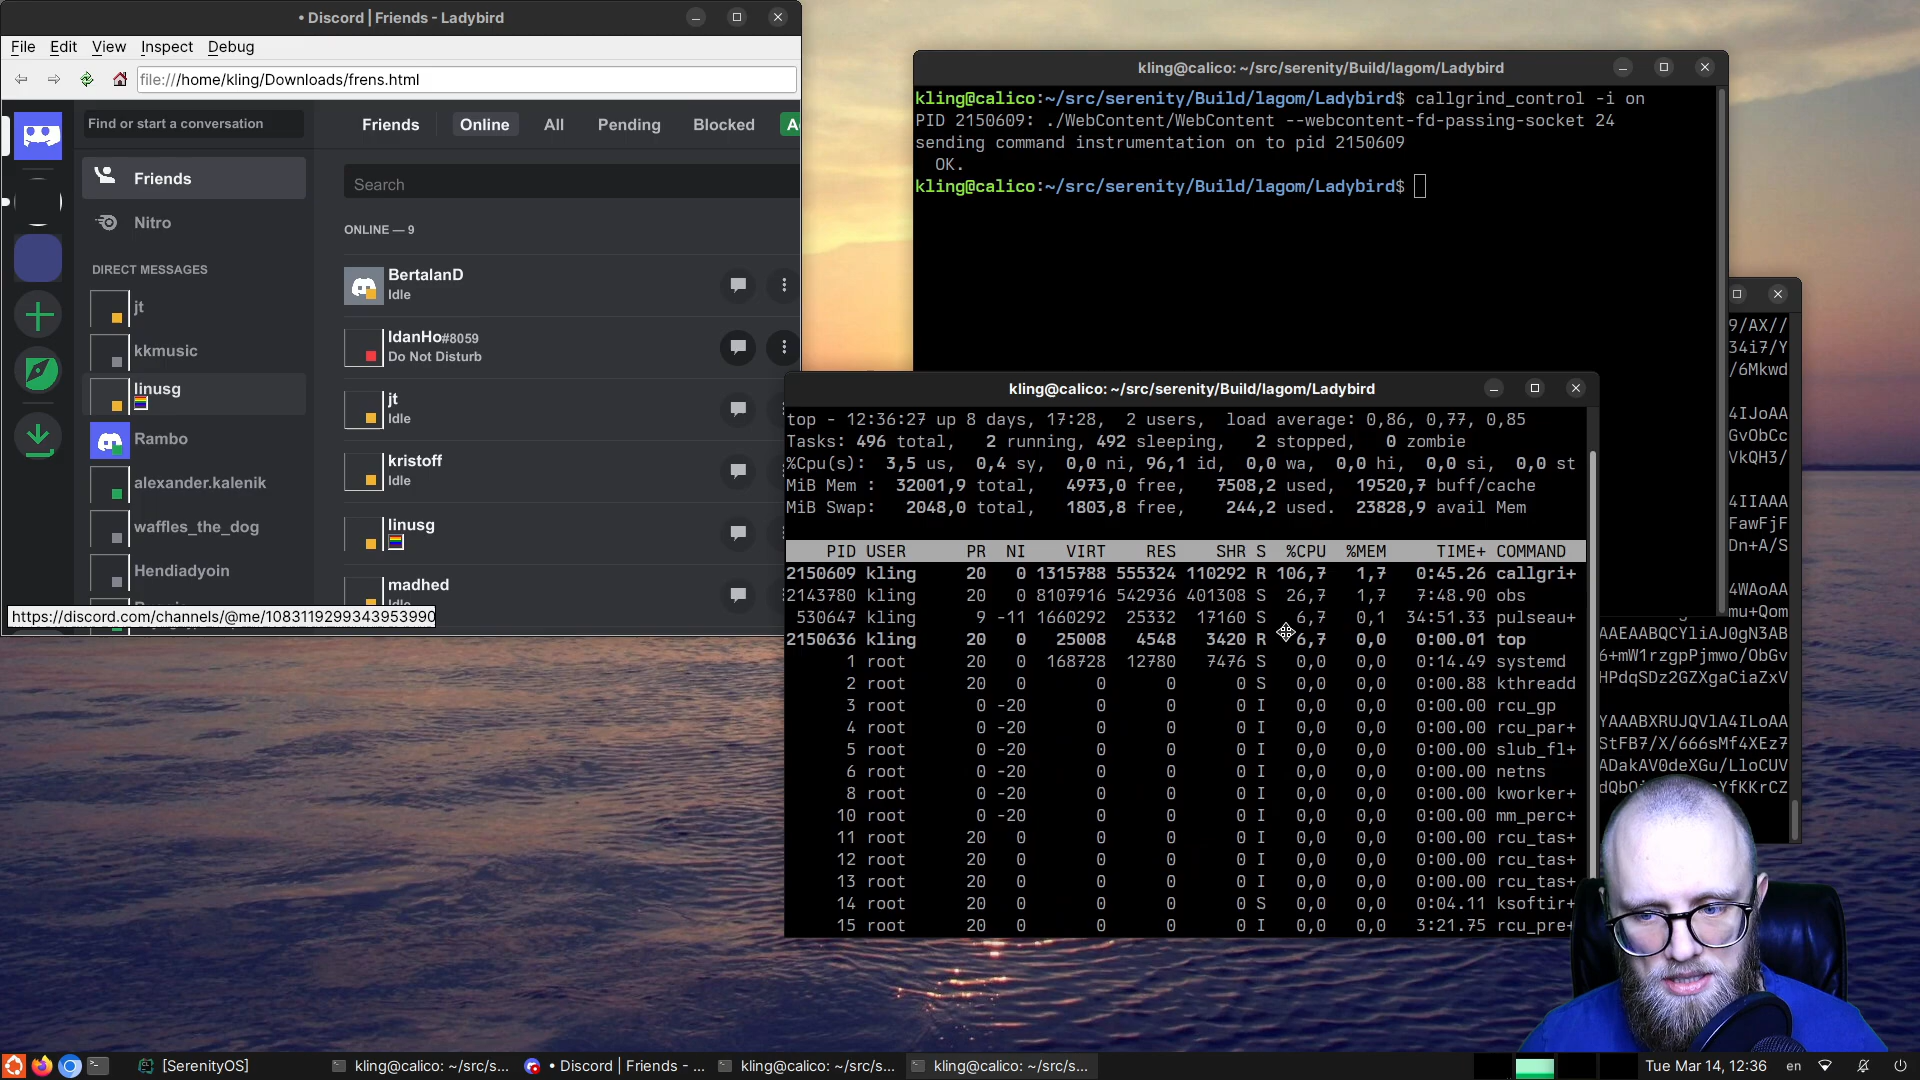 • Discord | Friends - Ladybird
File Edit View Inspect Debug
file:///home/kling/Downloads/frens.html
Find or start a conversation
Friends
Nitro
DIRECT MESSAGES
jt
kkmusic
linusg
Rambo
alexander.kalenik
waffles_the_dog
Hendiadyoin
https://discord.com/channels/@me/1083119299343953990
Friends Online All Pending Blocked
Search
ONLINE — 9
BertalanD
Idle
IdanHo#8059
Do Not Disturb
jt
Idle
kristoff
Idle
linusg
madhed
Idle
kling@calico: ~/src/serenity/Build/lagom/Ladybird
kling@calico:~/src/serenity/Build/lagom/Ladybird$ callgrind_control -i on
PID 2150609: ./WebContent/WebContent --webcontent-fd-passing-socket 24
sending command instrumentation on to pid 2150609
OK.
kling@calico:~/src/serenity/Build/lagom/Ladybird$
kling@calico: ~/src/serenity/Build/lagom/Ladybird
top - 12:36:27 up 8 days, 17:28, 2 users, load average: 0,86, 0,77, 0,85
Tasks: 496 total, 2 running, 492 sleeping, 2 stopped, 0 zombie
%Cpu(s): 3,5 us, 0,4 sy, 0,0 ni, 96,1 id, 0,0 wa, 0,0 hi, 0,0 si, 0,0 st
MiB Mem : 32001,9 total, 4973,0 free, 7508,2 used, 19520,7 buff/cache
MiB Swap: 2048,0 total, 1803,8 free, 244,2 used. 23828,9 avail Mem
PID USER PR NI VIRT RES SHR S %CPU %MEM TIME+ COMMAND
2150609 kling 20 0 1315788 555324 110292 R 106,7 1,7 0:45.26 callgri+
2143780 kling 20 0 8107916 542936 401308 S 26,7 1,7 7:48.90 obs
530647 kling 9 -11 1660292 25332 17160 S 6,7 0,1 34:51.33 pulseau+
2150636 kling 20 0 25008 4548 3420 R 6,7 0,0 0:00.01 top
1 root 20 0 168728 12780 7476 S 0,0 0,0 0:14.49 systemd
2 root 20 0 0 0 0 S 0,0 0,0 0:00.88 kthreadd
3 root 0 -20 0 0 0 I 0,0 0,0 0:00.00 rcu_gp
4 root 0 -20 0 0 0 I 0,0 0,0 0:00.00 rcu_par+
5 root 0 -20 0 0 0 I 0,0 0,0 0:00.00 slub_fl+
6 root 0 -20 0 0 0 I 0,0 0,0 0:00.00 netns
8 root 0 -20 0 0 0 I 0,0 0,0 0:00.00 kworker+
10 root 0 -20 0 0 0 I 0,0 0,0 0:00.00 mm_perc+
11 root 20 0 0 0 0 I 0,0 0,0 0:00.00 rcu_tas+
12 root 20 0 0 0 0 I 0,0 0,0 0:00.00 rcu_tas+
13 root 20 0 0 0 0 I 0,0 0,0 0:00.00 rcu_tas+
14 root 20 0 0 0 0 S 0,0 0,0 0:04.11 ksoftir+
15 root 20 0 0 0 0 I 0,0 0,0 3:21.75 rcu_pre+
9/AX//
34i7/Y
/6Mkwd
4IJoAA
GvObCc
VkQH3/
4IIAAA
FawFjF
Dn+A/S
4WAoAA
mu+Qom
AAEAABQCYliAJ0gN3AB
6+mW1rzgpPjmwo/ObGv
HPdqSDz2GZXgaCiaZxV
YAAABXRUJQVlA4ILoAA
StFB7/X/666sMf4XEz7
ADakAV0deXGu/LloCUV
[SerenityOS]
kling@calico: ~/src/s...
• Discord | Friends - ...
kling@calico: ~/src/s...
kling@calico: ~/src/s...
Tue Mar 14, 12:36
en